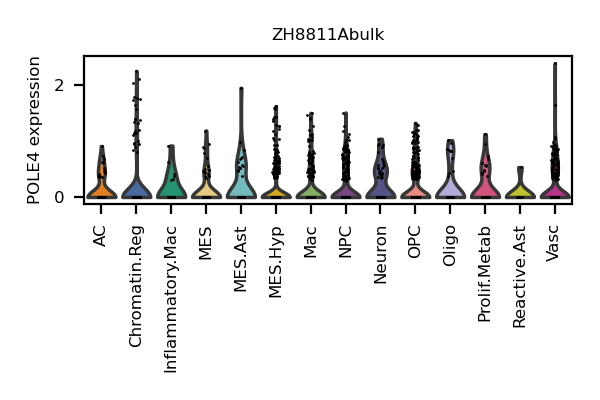 ZH8811Abulk
POLE4 expression
2
0
AC
Chromatin.Reg
Inflammatory.Mac
MES
MES.Ast
MES.Hyp
Mac
NPC
Neuron
OPC
Oligo
Prolif.Metab
Reactive.Ast
Vasc